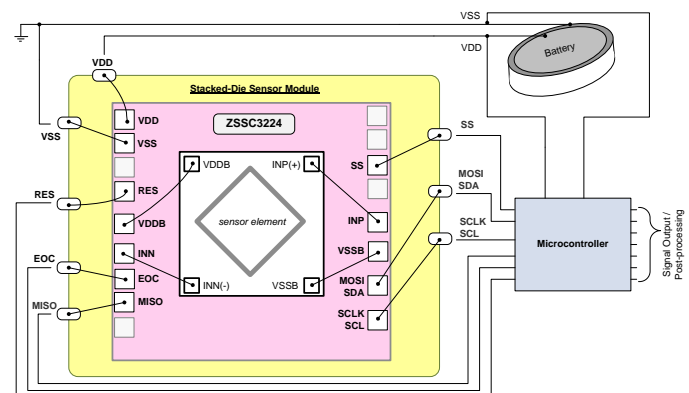 VSS
VDD
Battery
VDD
Stacked-Die Sensor Module
ZSSC3224
VDD
VSS
VSS
SS
SS
VDDB
INP(+)
RES
RES
MOSI
SDA
VDDB
sensor element
INP
SCLK
SCL
Microcontroller
Signal Output /
Post-processing
INN
VSSB
EOC
EOC
INN(-)
VSSB
MOSI
SDA
MISO
MISO
SCLK
SCL